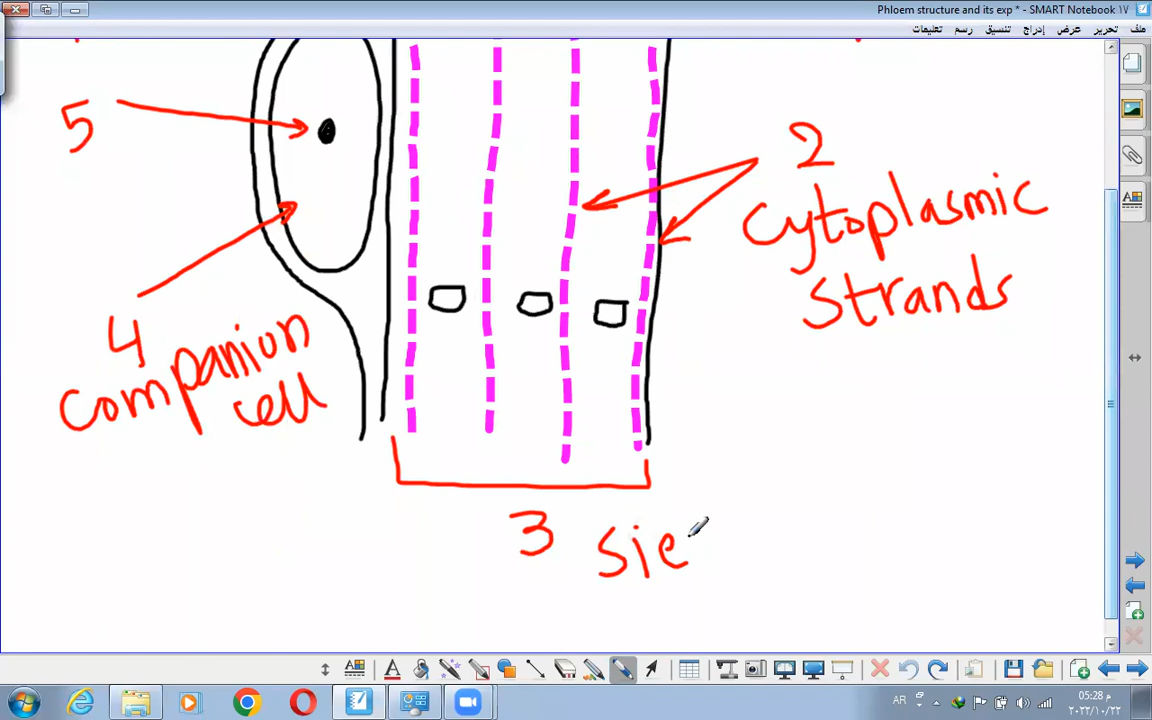 Phloem structure and its exp * - SMART Notebook ١٧
ملف تحرير عرض إدراج تنسيق رسم تعليمات
5
2
Cytoplasmic
strands
4
companion
cell
3 Sie
A
AR
05:28 م
٢٠٢٢/١٠/٢٢